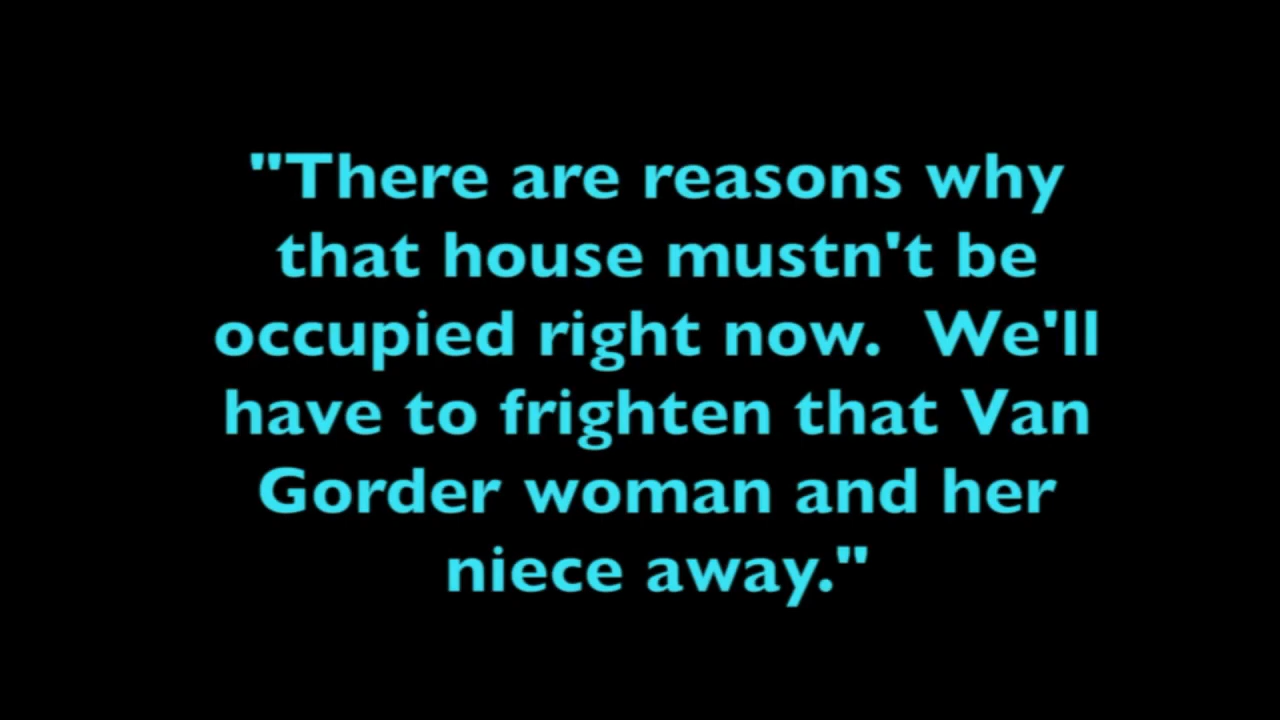 "There are reasons why
that house mustn't be
occupied right now.  We'll
have to frighten that Van
Gorder woman and her
niece away."